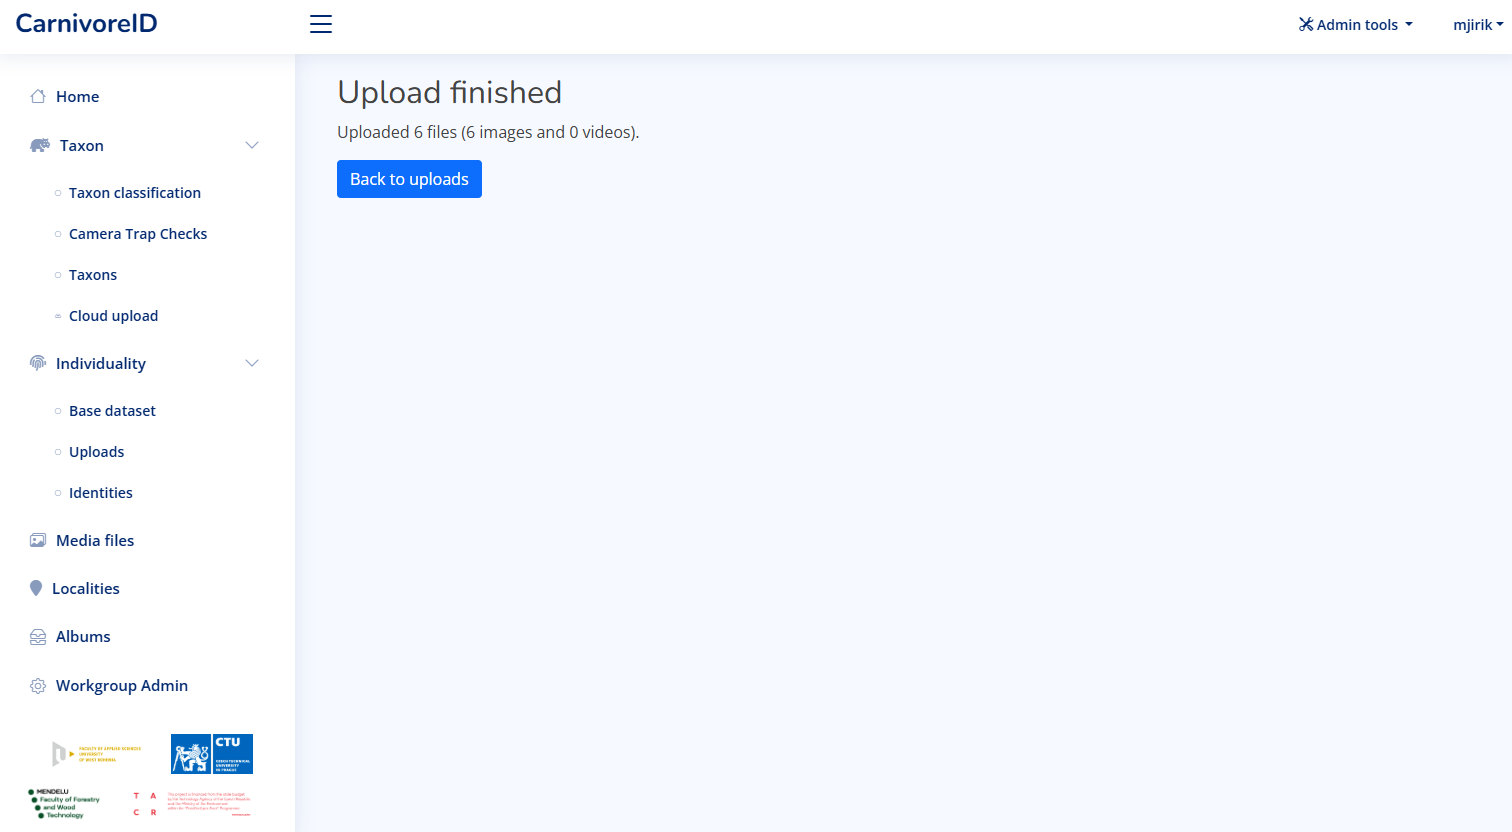 CarnivoreID
Admin tools
mjirik
Home
Taxon
Taxon classification
Camera Trap Checks
Taxons
Cloud upload
Individuality
Base dataset
Uploads
Identities
Media files
Localities
Albums
Workgroup Admin
Upload finished
Uploaded 6 files (6 images and 0 videos).
Back to uploads
FACULTY OF APPLIED SCIENCES
UNIVERSITY
OF WEST BOHEMIA
CTU
CZECH TECHNICAL
UNIVERSITY
IN PRAGUE
MENDELU
Faculty of Forestry
and Wood
Technology
T A
C R